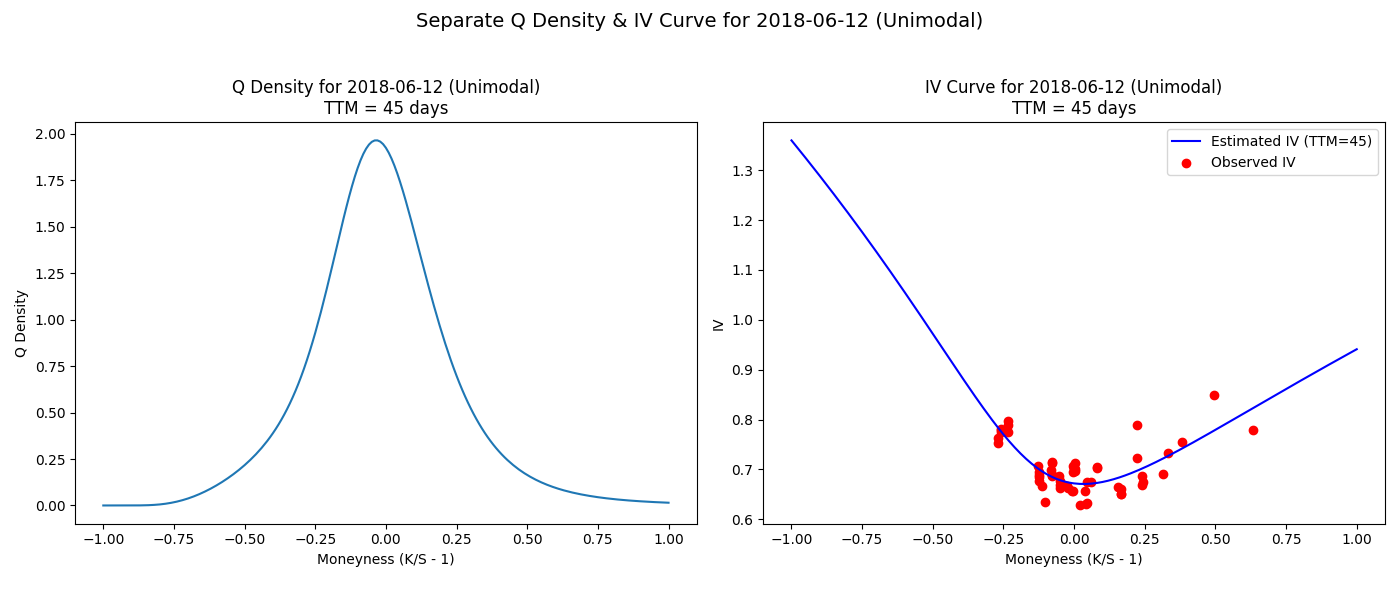 Separate Q Density & IV Curve for 2018-06-12 (Unimodal)
Q Density for 2018-06-12 (Unimodal)
TTM = 45 days
Q Density
2.00
1.75
1.50
1.25
1.00
0.75
0.50
0.25
0.00
−1.00 −0.75 −0.50 −0.25 0.00 0.25 0.50 0.75 1.00
Moneyness (K/S - 1)
IV Curve for 2018-06-12 (Unimodal)
TTM = 45 days
Estimated IV (TTM=45)
Observed IV
IV
1.3
1.2
1.1
1.0
0.9
0.8
0.7
0.6
−1.00 −0.75 −0.50 −0.25 0.00 0.25 0.50 0.75 1.00
Moneyness (K/S - 1)